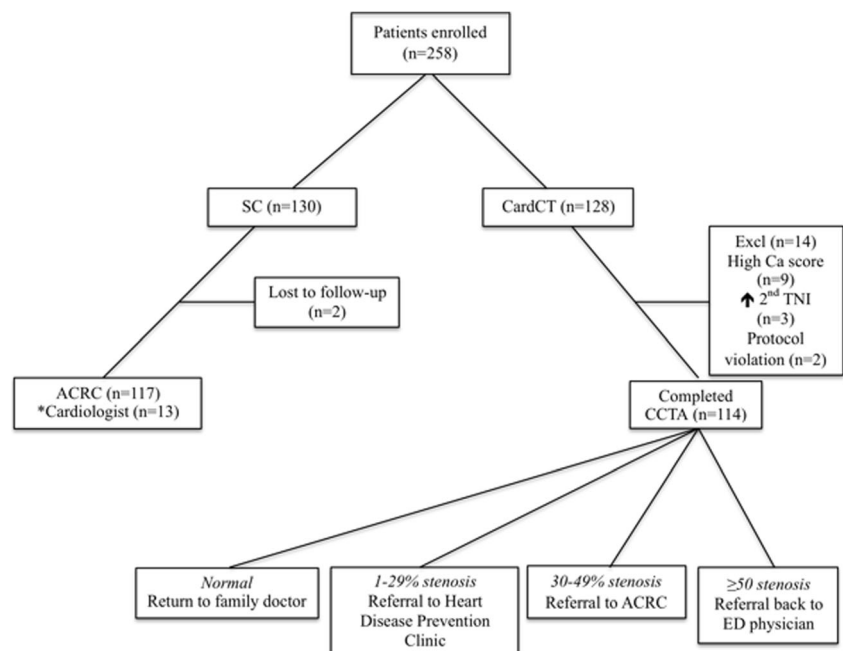 Patients enrolled
(n=258)
SC (n=130)
CardCT (n=128)
Excl (n=14)
High Ca score
(n=9)
↑ 2nd TNI
(n=3)
Protocol
violation (n=2)
Lost to follow-up
(n=2)
ACRC (n=117)
*Cardiologist (n=13)
Completed
CCTA (n=114)
Normal
Return to family doctor
1-29% stenosis
Referral to Heart
Disease Prevention
Clinic
30-49% stenosis
Referral to ACRC
≥50 stenosis
Referral back to
ED physician